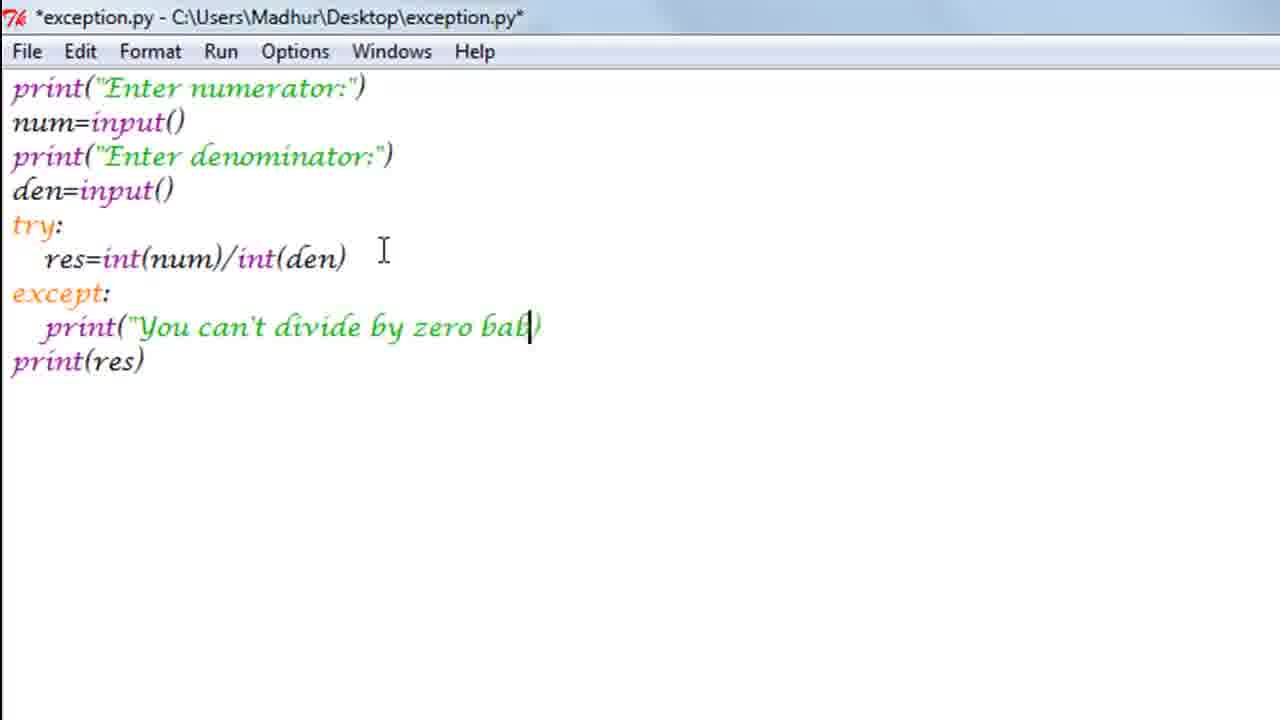 *exception.py - C:\Users\Madhur\Desktop\exception.py*
File Edit Format Run Options Windows Help
print("Enter numerator:")
num=input()
print("Enter denominator:")
den=input()
try:
    res=int(num)/int(den)
except:
    print("You can't divide by zero bab)
print(res)